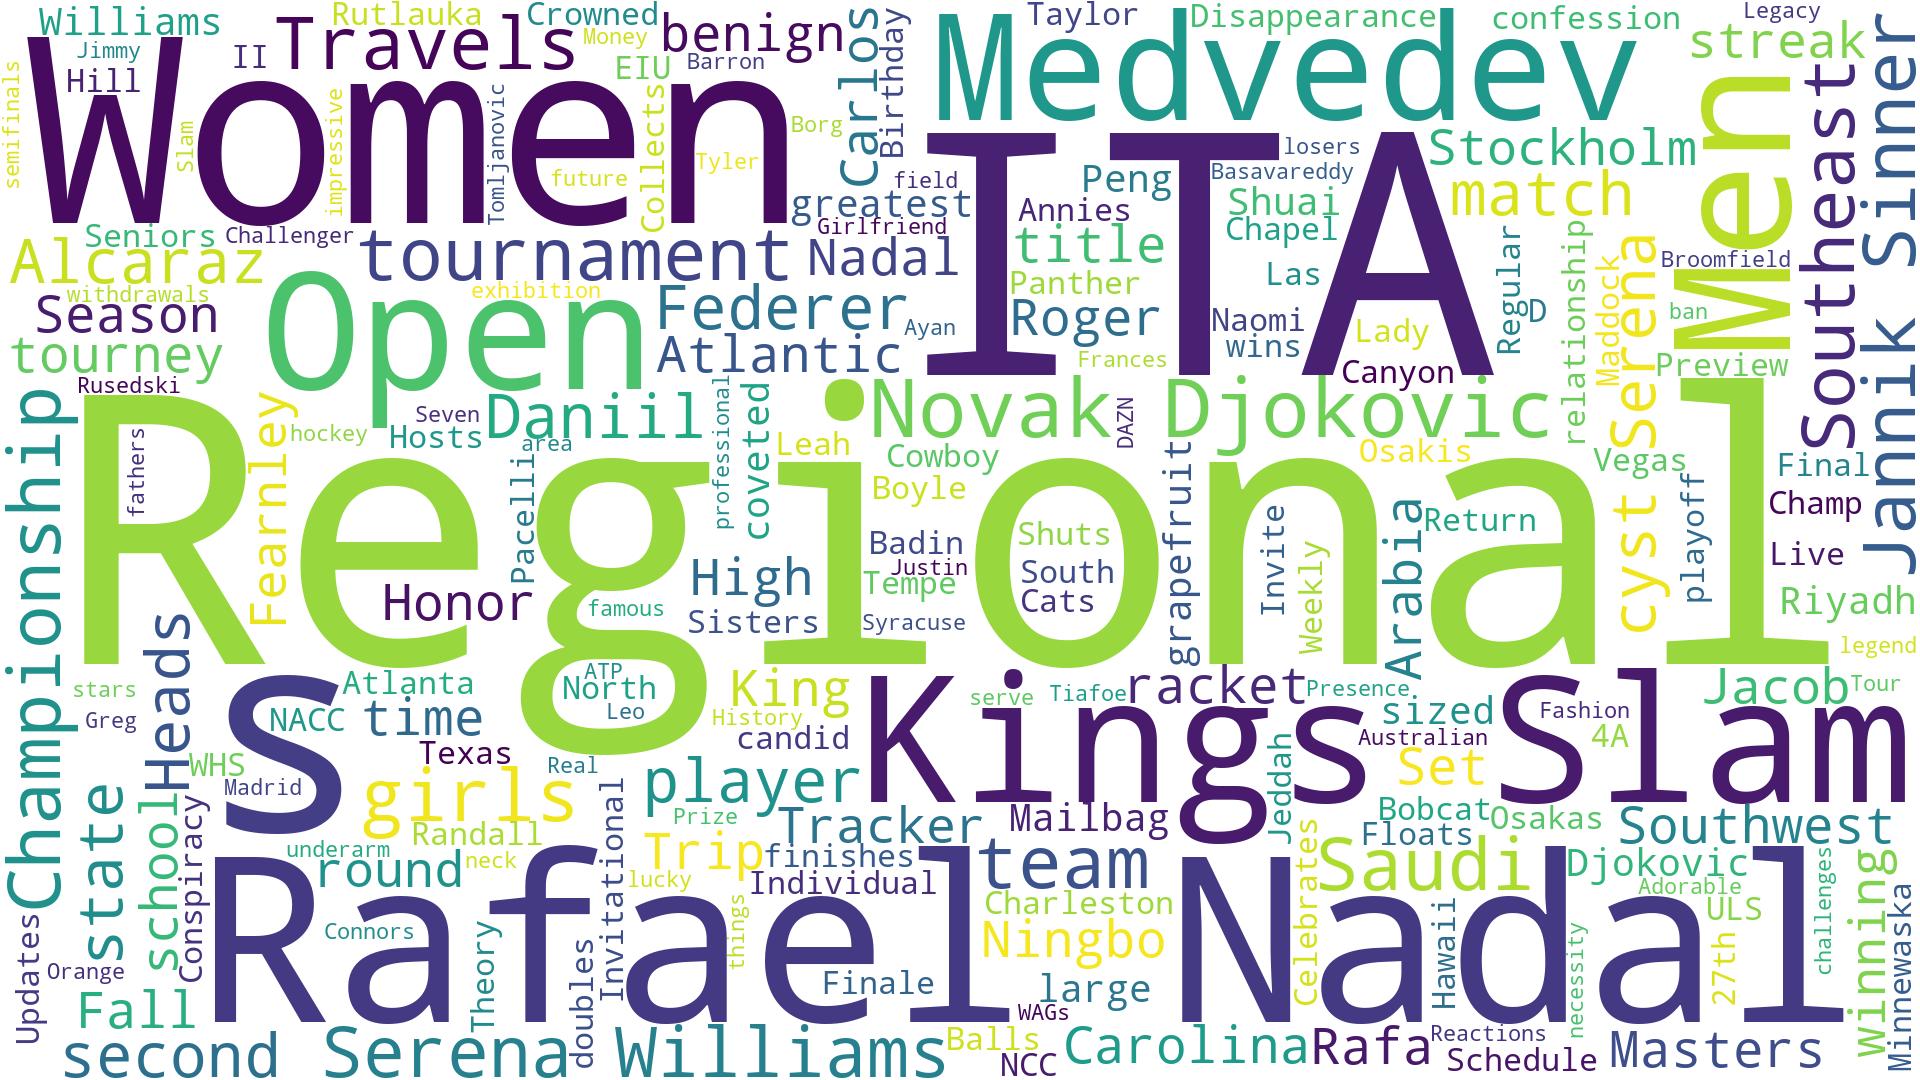 Williams
Rutlauka
Crowned
Taylor
Disappearance
confession
Legacy
Jimmy
II
Travels
Money
benign
Carlos
Birthday
Medvedev
streak
Jannik Sinner
Hill
EIU
Barron
Women
semifinals
Slam
impressive
Tomljanovic
Collects
Borg
Tyler
future
ITA
losers
Stockholm
Men
Southeast
field
Peng
Basavareddy
match
greatest
Annies
Shuai
Seniors
Challenger
Girlfriend
title
Chapel
Regular
relationship
Serena
Broomfield
Alcaraz
tournament
Nadal
Las
Maddock
withdrawals
exhibition
Panther
Season
Open
Federer
Ayan
Roger
Naomi
D
ban
tourney
Atlantic
Frances
wins
Lady
Canyon
Preview
Rusedski
Championship
Fearnley
hockey
Seven
Hosts
Daniil
area
professional
coveted
Novak Djokovic
DAZN
Leah
Cowboy
Osakis
Vegas
Final
fathers
Regional
Pacelli
Boyle
grapefruit
Invite
Weekly
Arabia
Return
cyst
playoff
Champ
Shuts
Badin
Justin
South
Live
High
Tempe
Cats
Honor
famous
Sisters
Syracuse
Riyadh
legend
Heads
stars
Atlanta
ATP
North
Leo
King
serve
Tiafoe
racket
Presence
Jacob
Tour
Greg
S
NACC
time
History
candid
Kings
Slam
sized
Fashion
Australian
4A
WHS
Texas
Real
Madrid
girls
player
Jeddah
Set
state
school
Conspiracy
Randall
Invitational
Prize
Tracker
Mailbag
Bobcat
Floats
Osakas
Southwest
underarm
round
neck
Trip
finishes
team
Saudi
Djokovic
lucky
Individual
Celebrates
Adorable
Rafael Nadal
Charleston
ULS
challenges
Winning
Minnewaska
Updates
Connors
Theory
doubles
things
Ningbo
Hawaii
necessity
27th
Orange
Finale
large
Fall
WAGs
second
Serena Williams
Balls
NCC
Carolina
Rafa
Reactions
Schedule
Masters